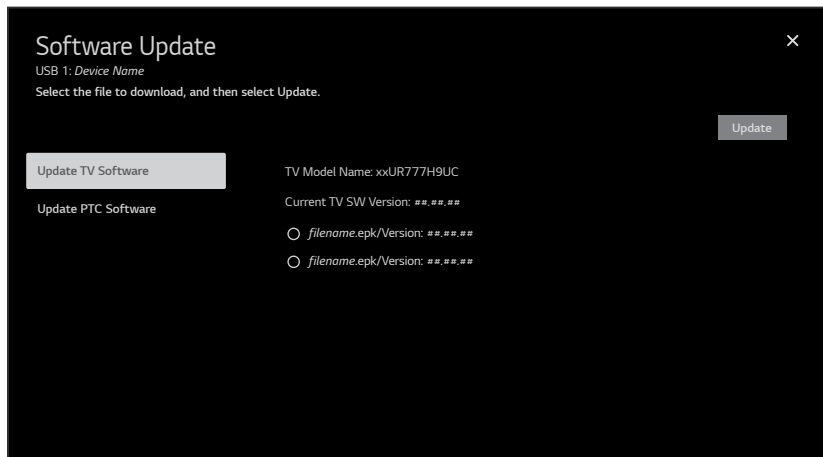 Software Update
USB 1: Device Name
Select the file to download, and then select Update.
Update
Update TV Software
Update PTC Software
TV Model Name: xxUR777H9UC
Current TV SW Version: ##.##.##
filename.epk/Version: ##.##.##
filename.epk/Version: ##.##.##